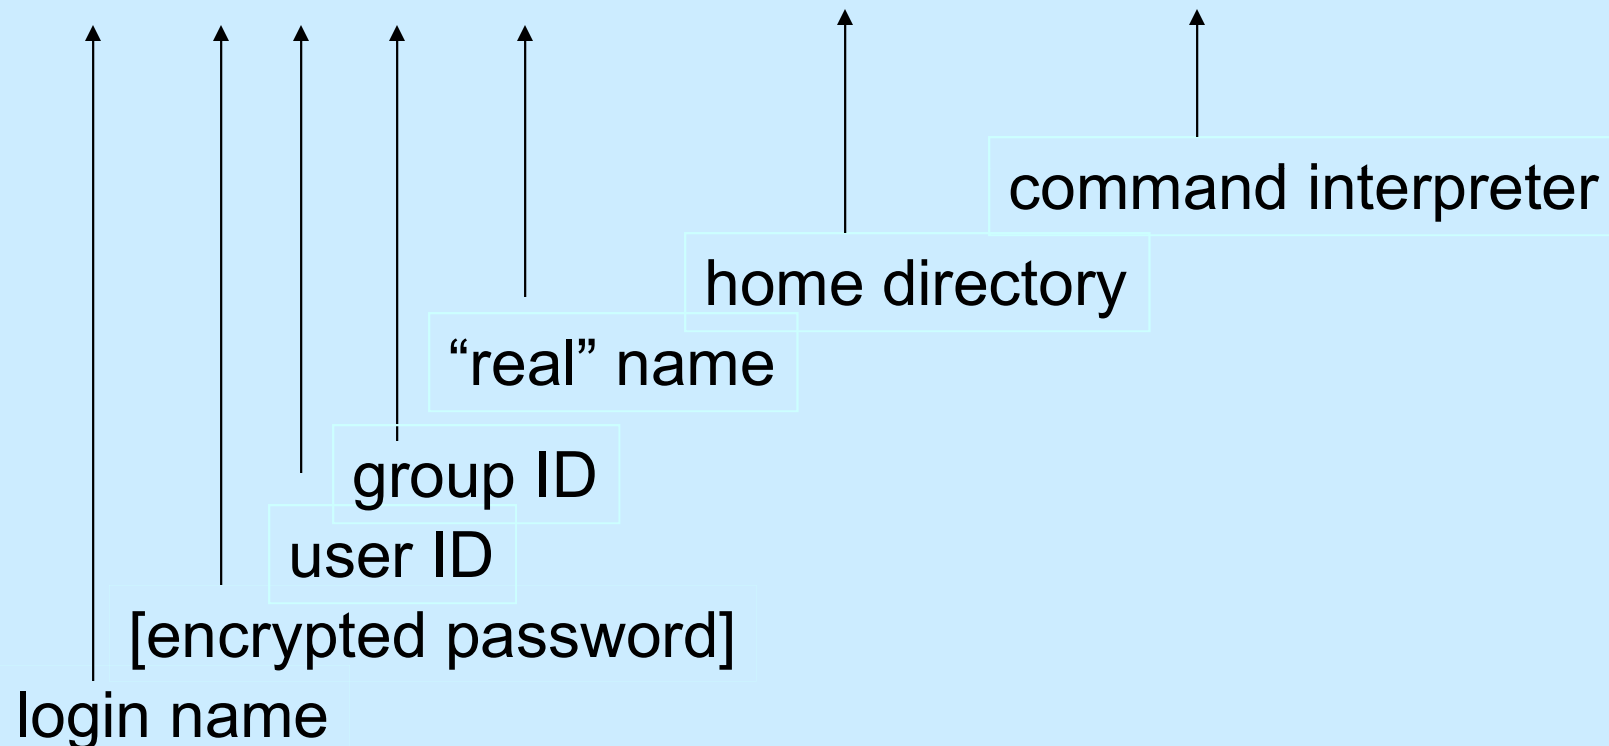 command interpreter
home directory
“real” name
group ID
user ID
[encrypted password]
login name